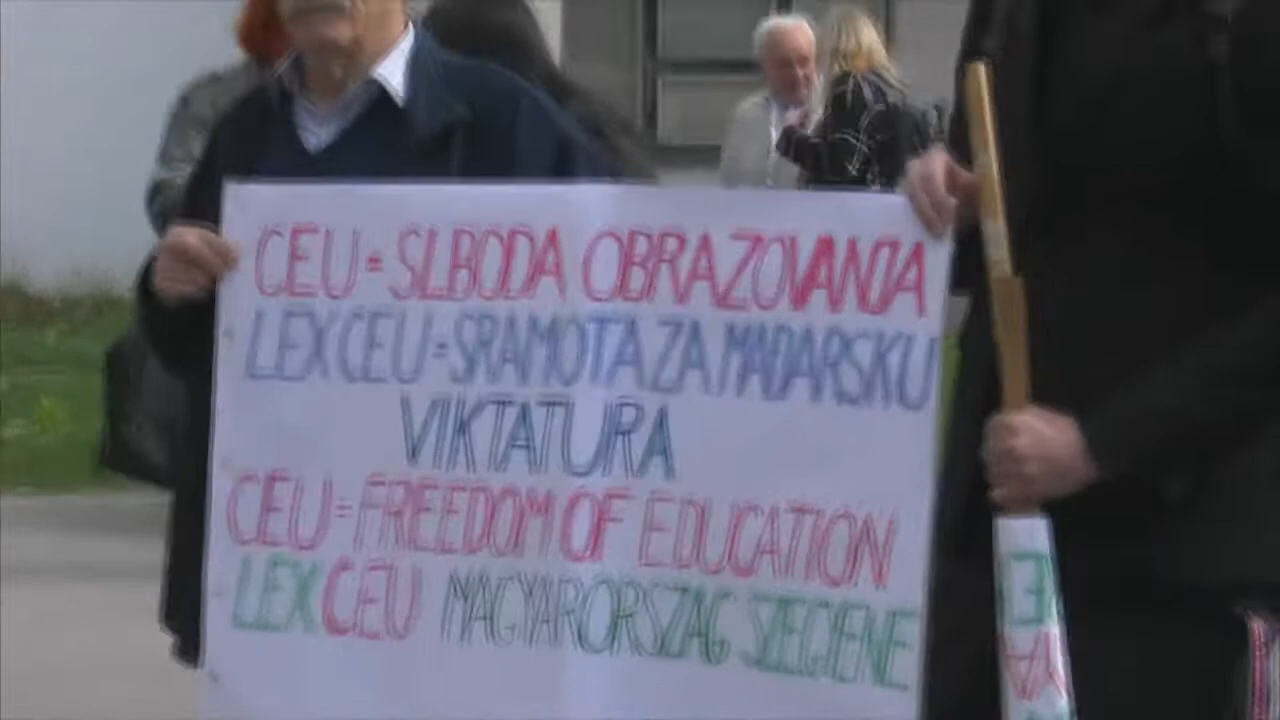 CEU = SLBODA OBRAZOVANJA
LEX CEU = SRAMOTA ZA MAĐARSKU
VIKTATURA
CEU = FREEDOM OF EDUCATION
LEX CEU MAGYARORSZÁG SZÉGYENE